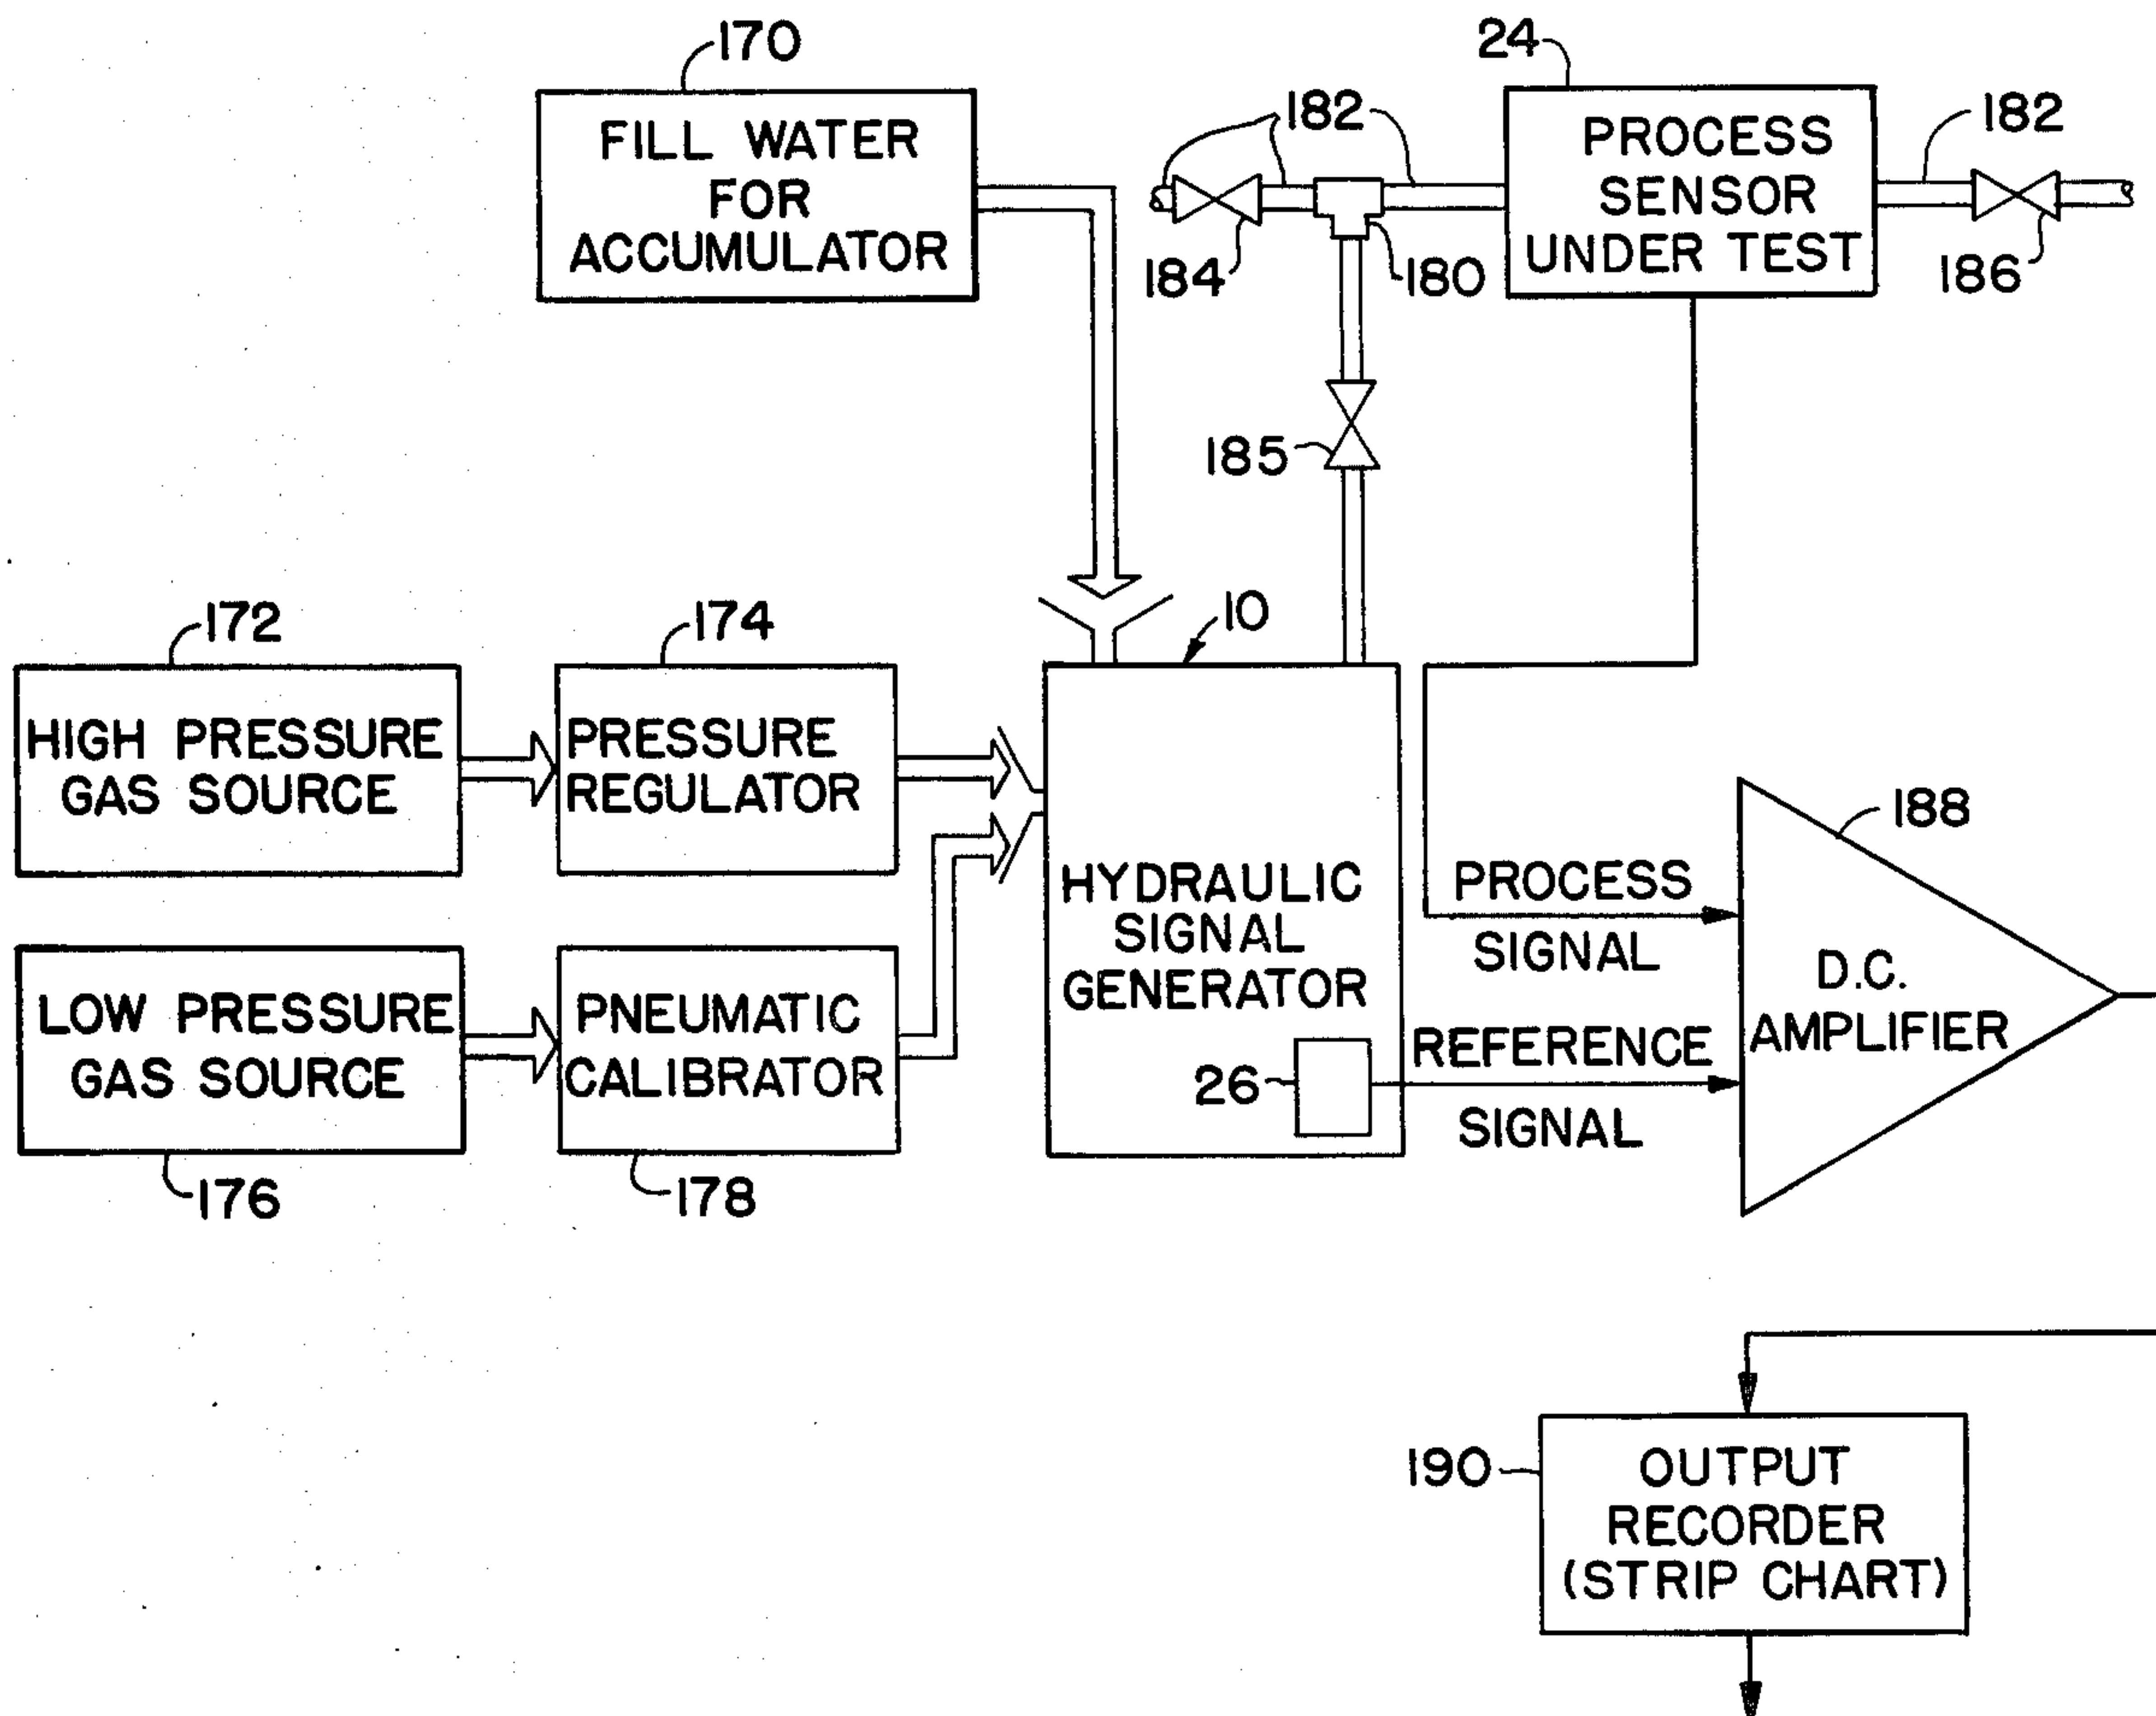 170
FILL WATER
FOR
ACCUMULATOR
24
182
182
PROCESS
SENSOR
UNDER TEST
184
180
186
185
172
174
10
HIGH PRESSURE
GAS SOURCE
PRESSURE
REGULATOR
188
HYDRAULIC
SIGNAL
GENERATOR
PROCESS
SIGNAL
D.C.
AMPLIFIER
LOW PRESSURE
GAS SOURCE
PNEUMATIC
CALIBRATOR
26
REFERENCE
SIGNAL
176
178
190
OUTPUT
RECORDER
(STRIP CHART)